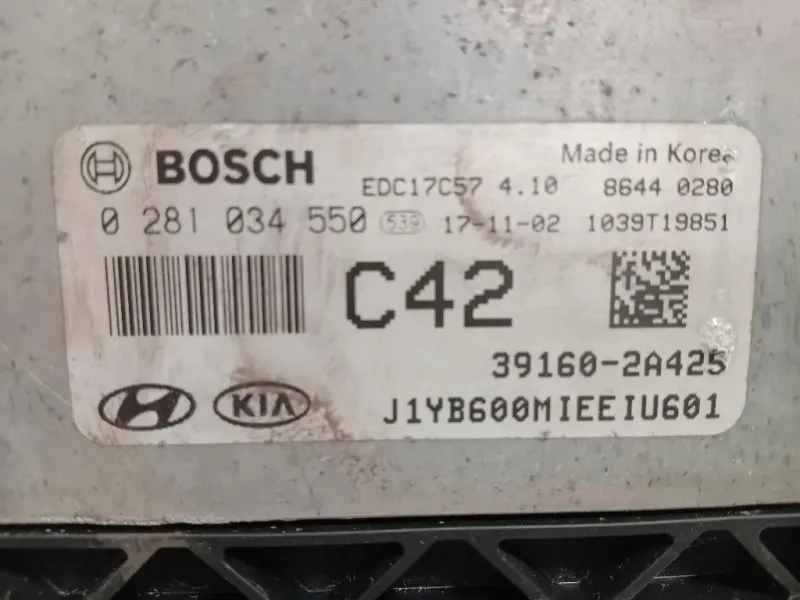 BOSCH
Made in Korea
EDC17C57 4.10 8644 0280
0 281 034 550 539 17-11-02 1039T19851
C42
39160-2A425
KIA J1YB600MIEEIU601